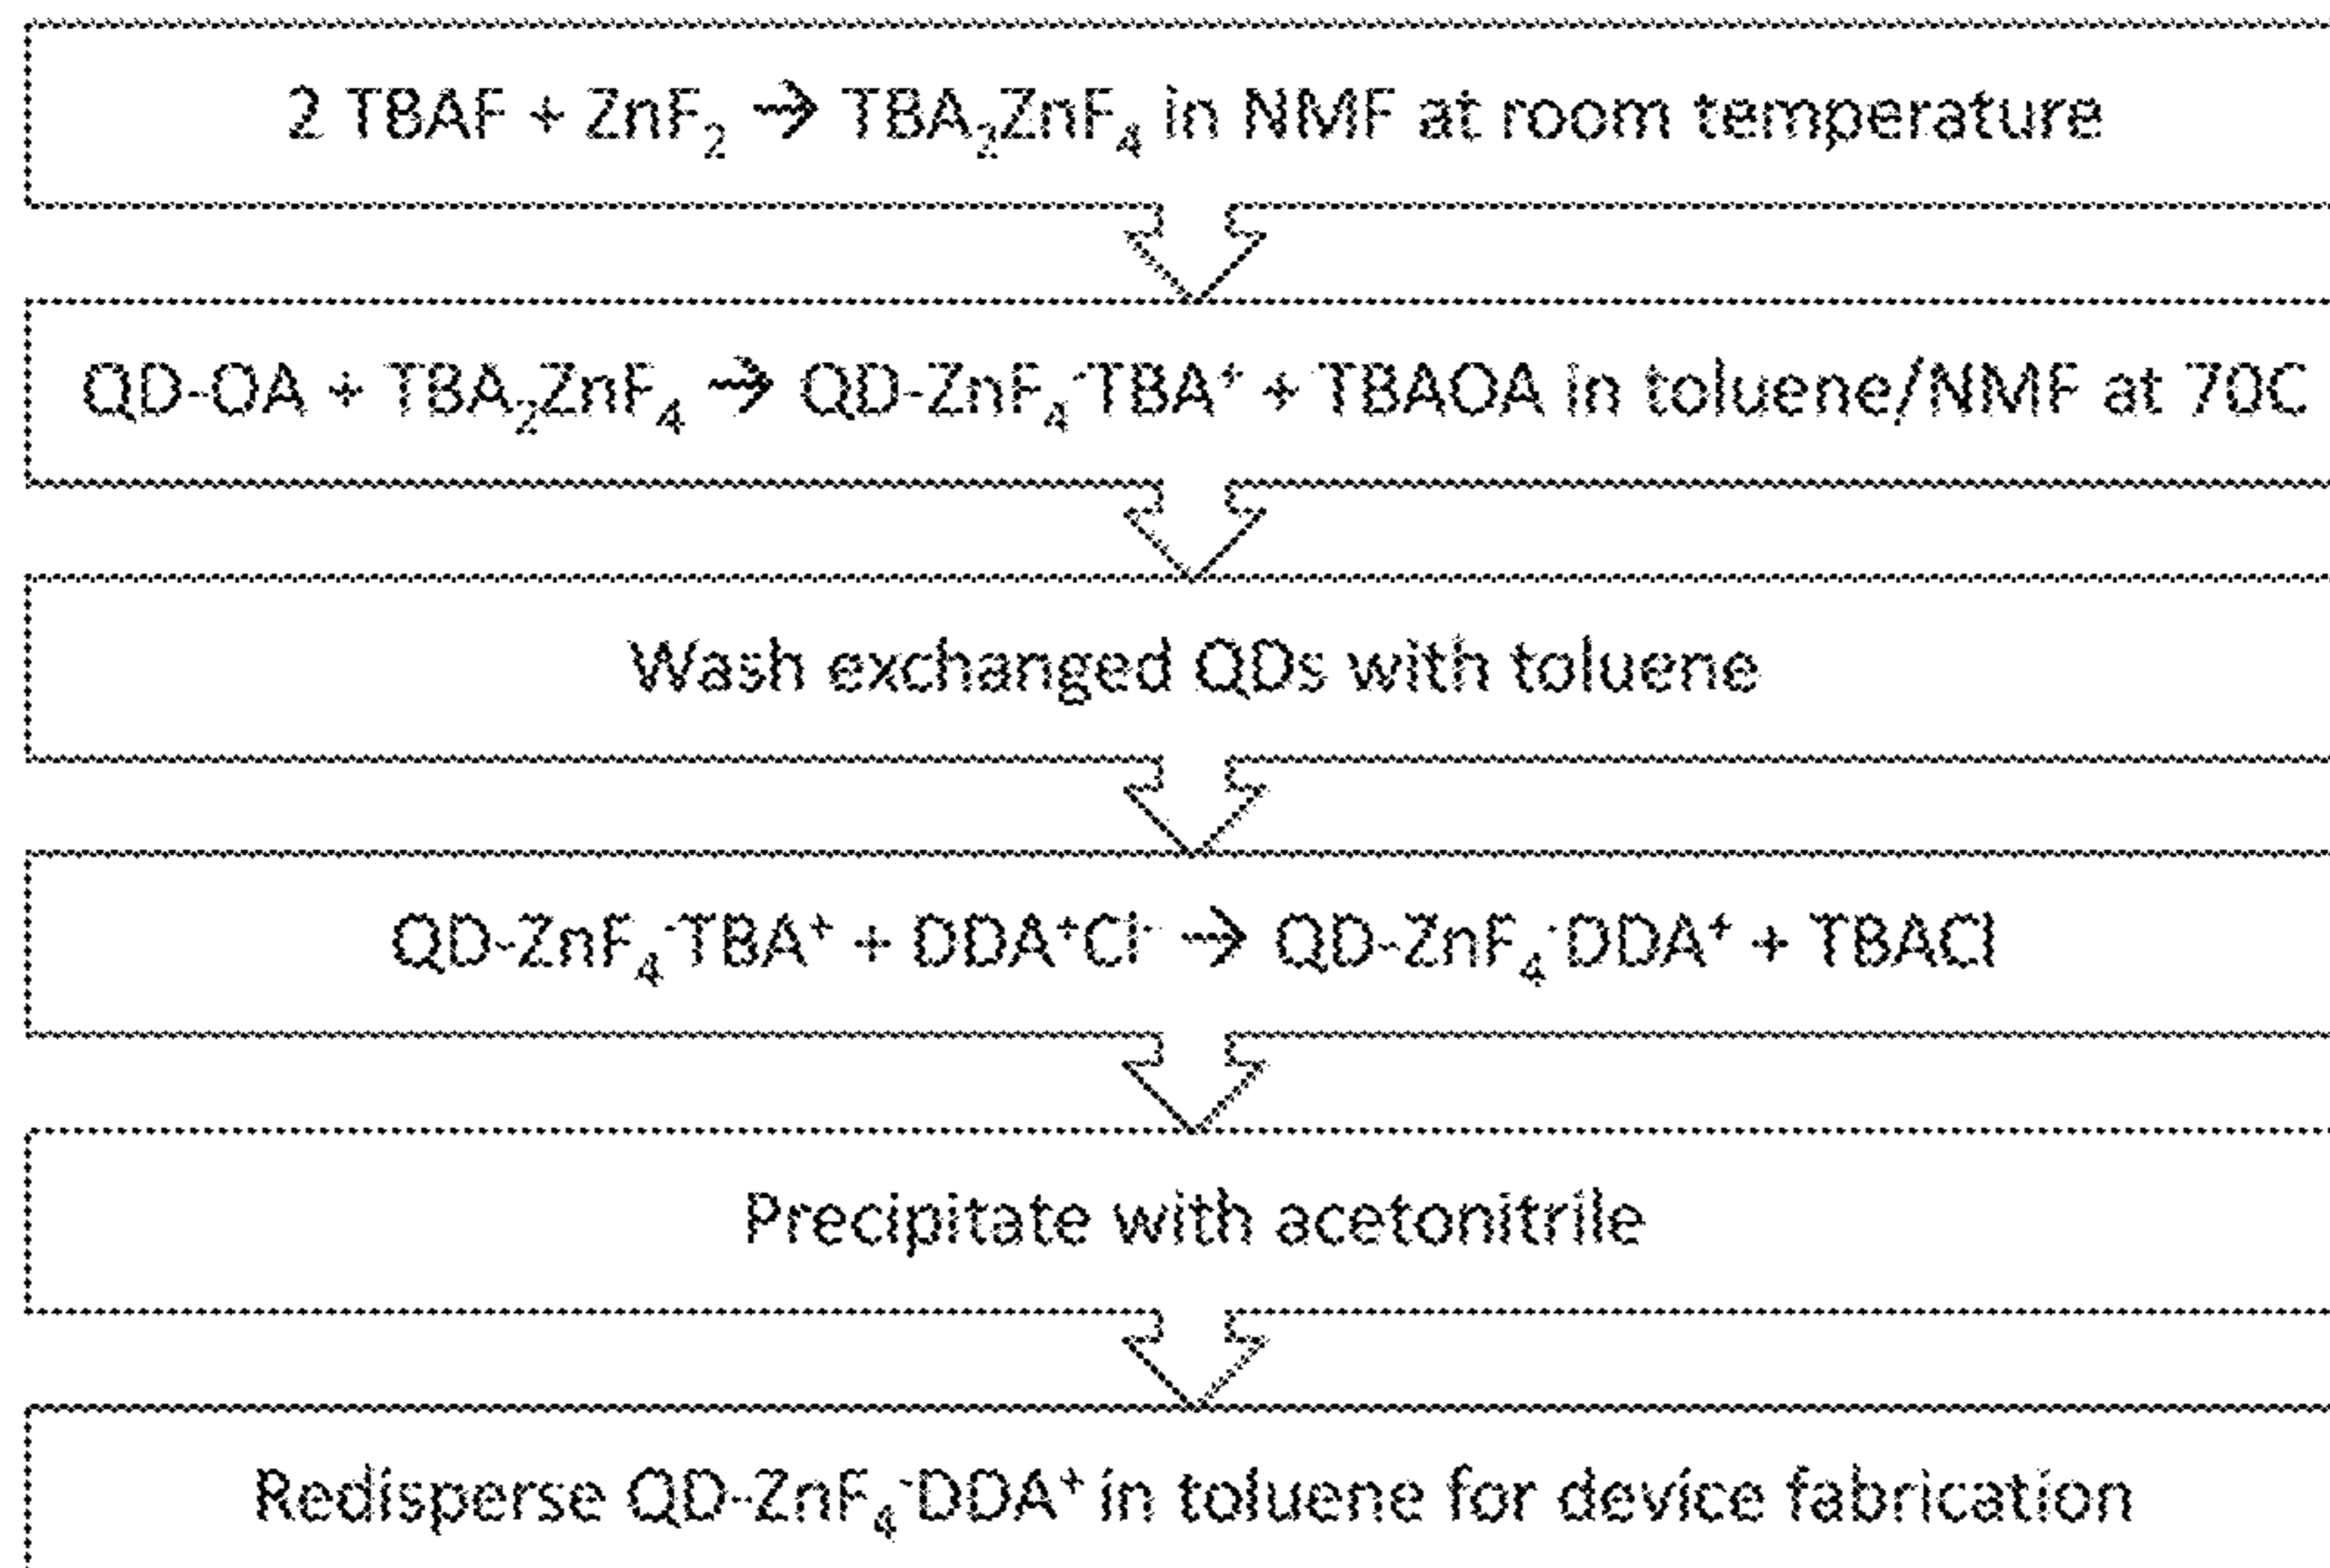 2 TBAF + ZnF₂ → TBA₂ZnF₄ in NMF at room temperature
QD-OA + TBA₂ZnF₄ → QD-ZnF₄⁻TBA⁺ + TBAOA in toluene/NMF at 70C
Wash exchanged QDs with toluene
QD-ZnF₄⁻TBA⁺ + DDA⁺Cl⁻ → QD-ZnF₄⁻DDA⁺ + TBACl
Precipitate with acetonitrile
Redisperse QD-ZnF₄⁻DDA⁺ in toluene for device fabrication